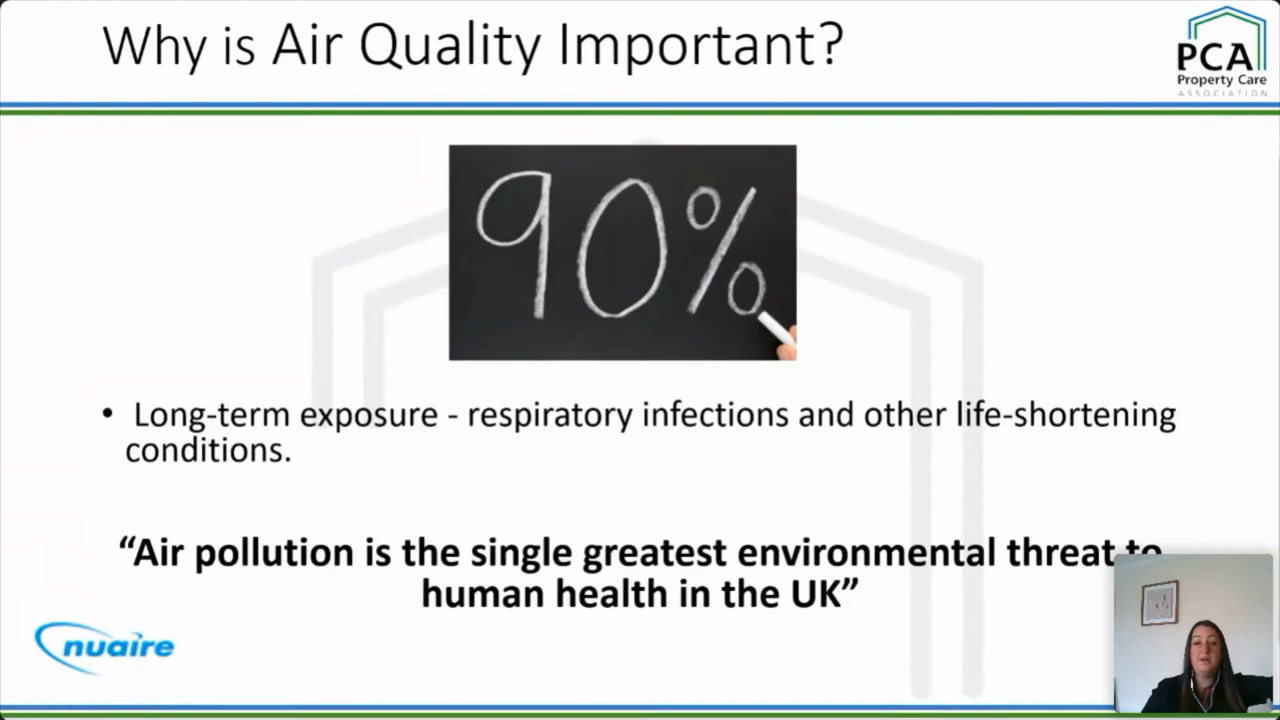 Why is Air Quality Important?
PCA
Property Care
ASSOCIATION
90%
• Long-term exposure - respiratory infections and other life-shortening
conditions.
“Air pollution is the single greatest environmental threat to
human health in the UK”
nuaire